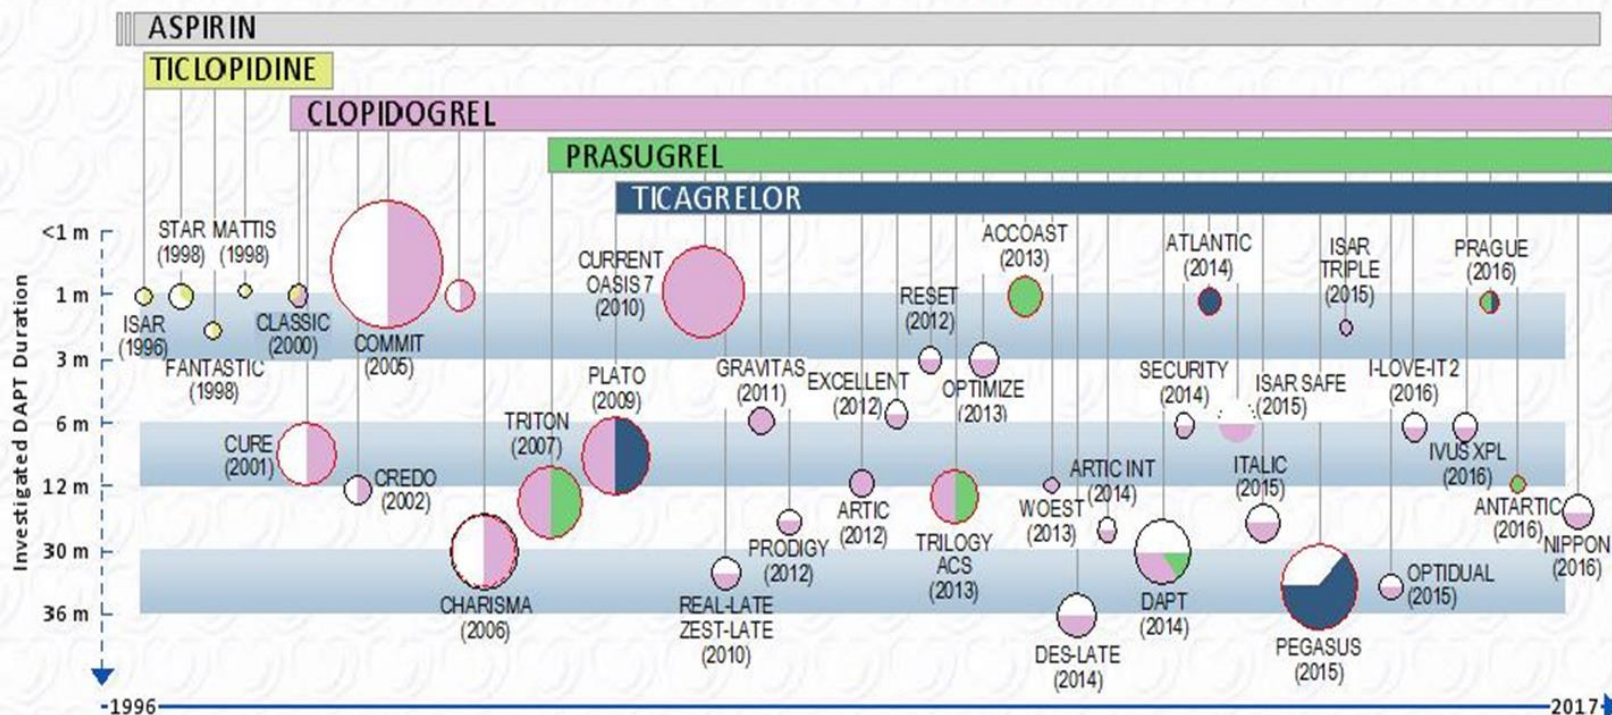 ASPIRIN
TICLOPIDINE
CLOPIDOGREL
PRASUGREL
TICAGRELOR
Investigated DAPT Duration
<1 m
1 m
3 m
6 m
12 m
30 m
36 m
ISAR
(1996)
STAR
(1998)
MATTIS
(1998)
FANTASTIC
(1998)
CLASSIC
(2000)
COMMIT
(2005)
CURE
(2001)
CREDO
(2002)
CHARISMA
(2006)
TRITON
(2007)
PLATO
(2009)
CURRENT
OASIS 7
(2010)
REAL-LATE
ZEST-LATE
(2010)
GRAVITAS
(2011)
PRODIGY
(2012)
EXCELLENT
(2012)
ARTIC
(2012)
RESET
(2012)
TRILOGY
ACS
(2013)
OPTIMIZE
(2013)
ACCOAST
(2013)
WOEST
(2013)
DES-LATE
(2014)
ARTIC INT
(2014)
DAPT
(2014)
SECURITY
(2014)
ATLANTIC
(2014)
ISAR SAFE
(2015)
ITALIC
(2015)
PEGASUS
(2015)
ISAR
TRIPLE
(2015)
OPTIDUAL
(2015)
I-LOVE-IT 2
(2016)
IVUS XPL
(2016)
PRAGUE
(2016)
ANTARTIC
(2016)
NIPPON
(2016)
1996
2017